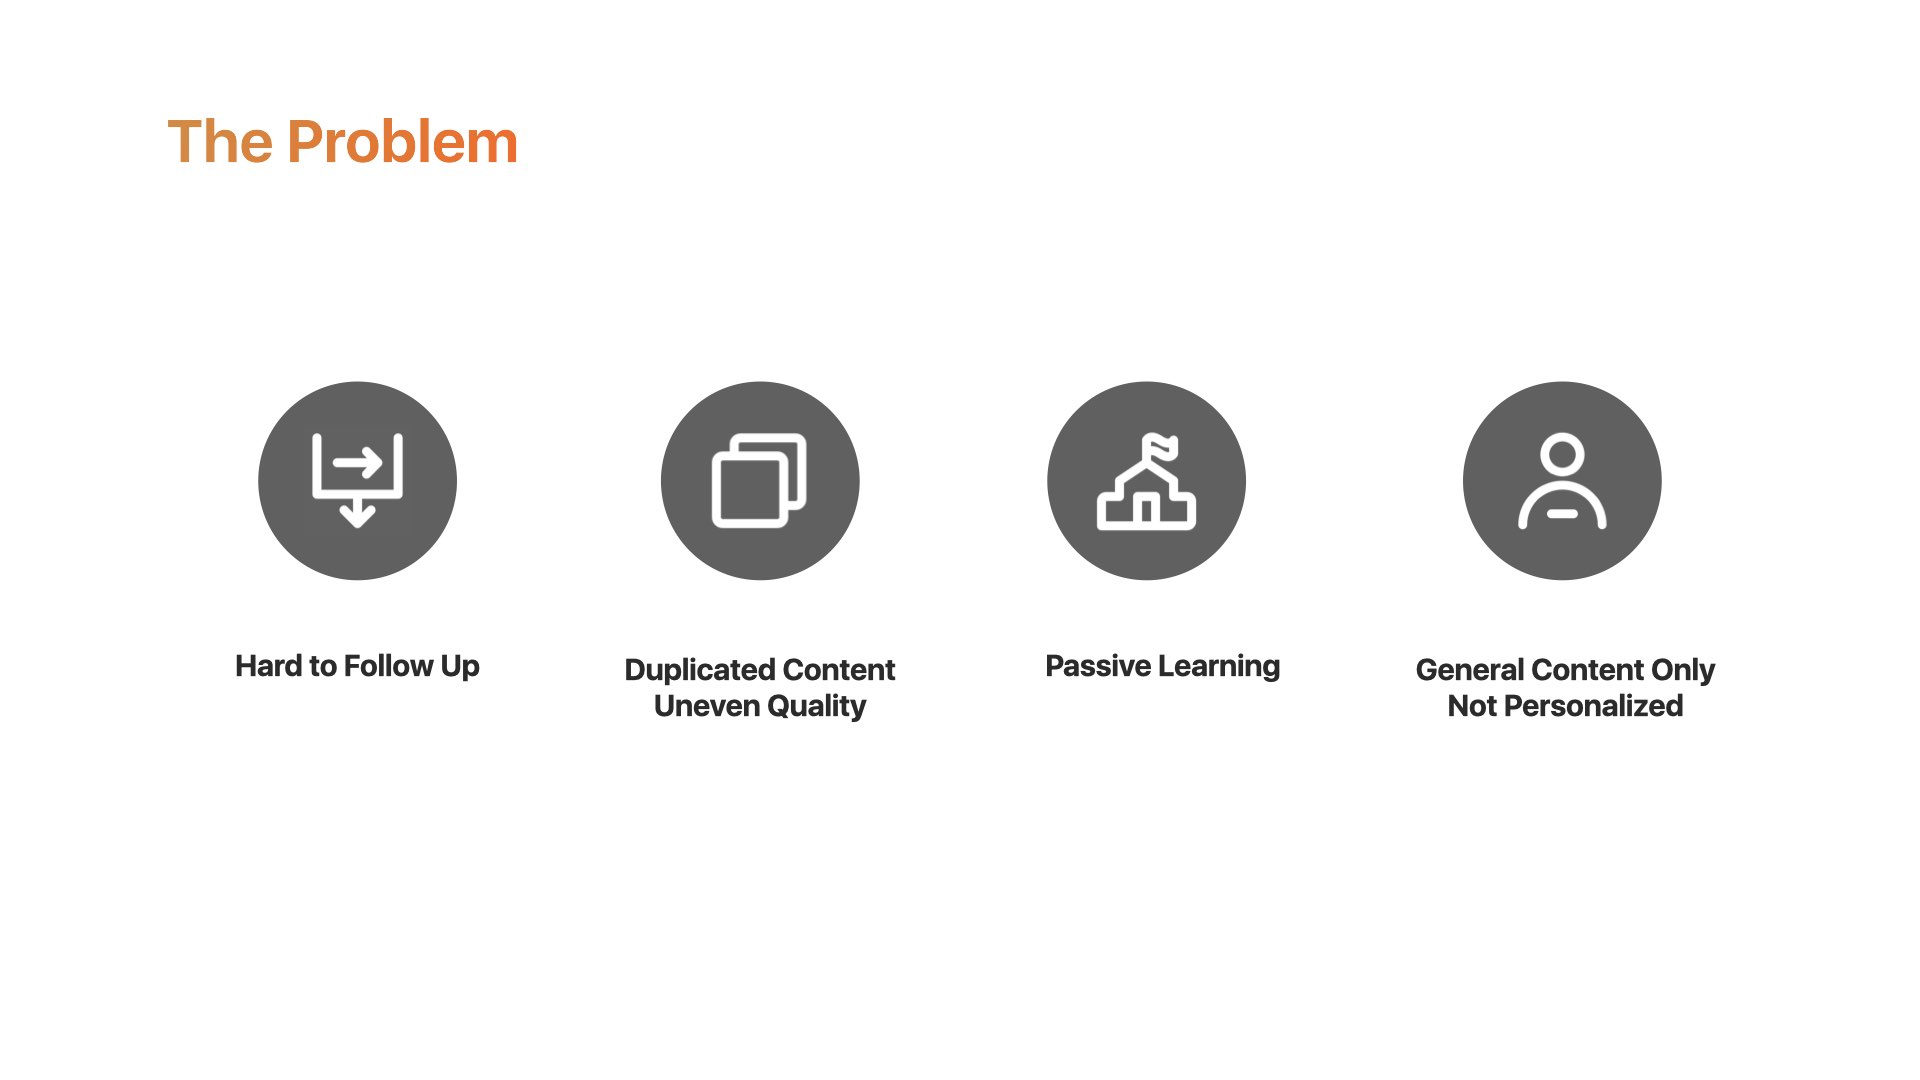 The Problem
Hard to Follow Up
Duplicated Content
Uneven Quality
Passive Learning
General Content Only
Not Personalized